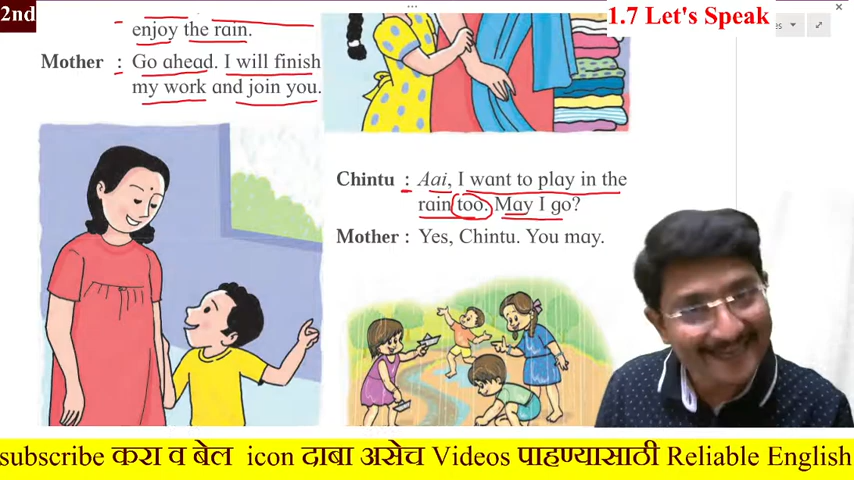 2nd
1.7 Let's Speak
enjoy the rain.
Mother : Go ahead. I will finish
my work and join you.
Chintu : Aai, I want to play in the
rain too. May I go?
Mother : Yes, Chintu. You may.
subscribe करा व बेल icon दाबा असेच Videos पाहण्यासाठी Reliable English